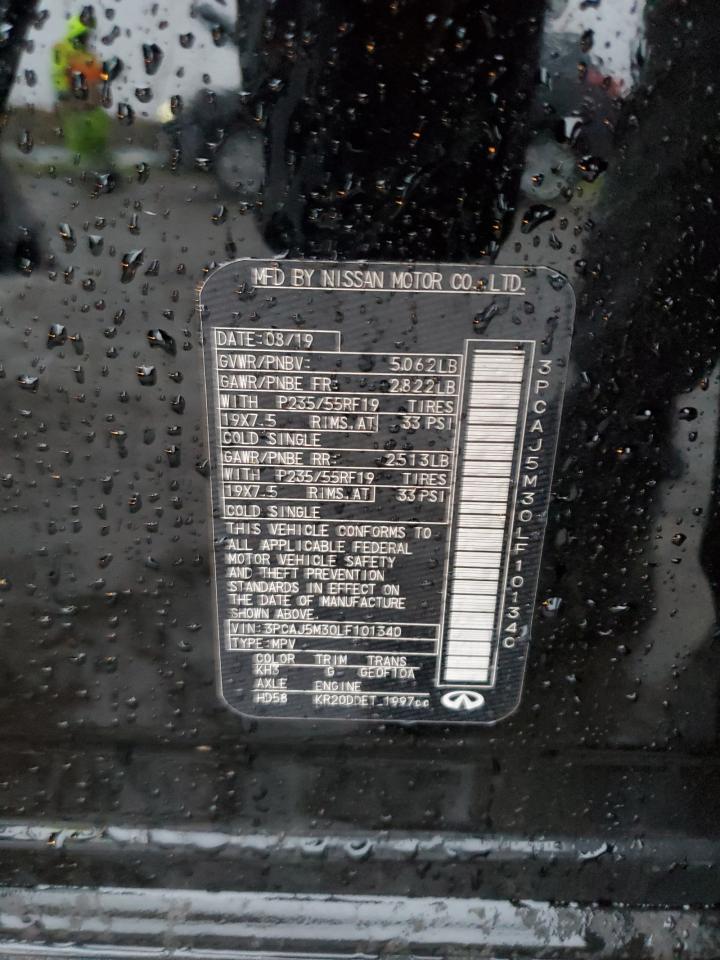 MFD BY NISSAN MOTOR CO., LTD.
DATE:08/19
GVWR/PNBV: 5.062LB
GAWR/PNBE FR: 2822LB
WITH P235/55RF19 TIRES
19X7.5 RIMS.AT 33 PSI
COLD SINGLE
GAWR/PNBE RR: 2513LB
WITH P235/55RF19 TIRES
19X7.5 RIMS.AT 33 PSI
COLD SINGLE
THIS VEHICLE CONFORMS TO
ALL APPLICABLE FEDERAL
MOTOR VEHICLE SAFETY
AND THEFT PREVENTION
STANDARDS IN EFFECT ON
THE DATE OF MANUFACTURE
SHOWN ABOVE.
VIN:3PCAJ5M30LF101340
TYPE:MPV
COLOR TRIM TRANS
KH3 G GE0F10A
AXLE ENGINE
HD58 KR20DDET 1997cc
3PCAJ5M30LF101340